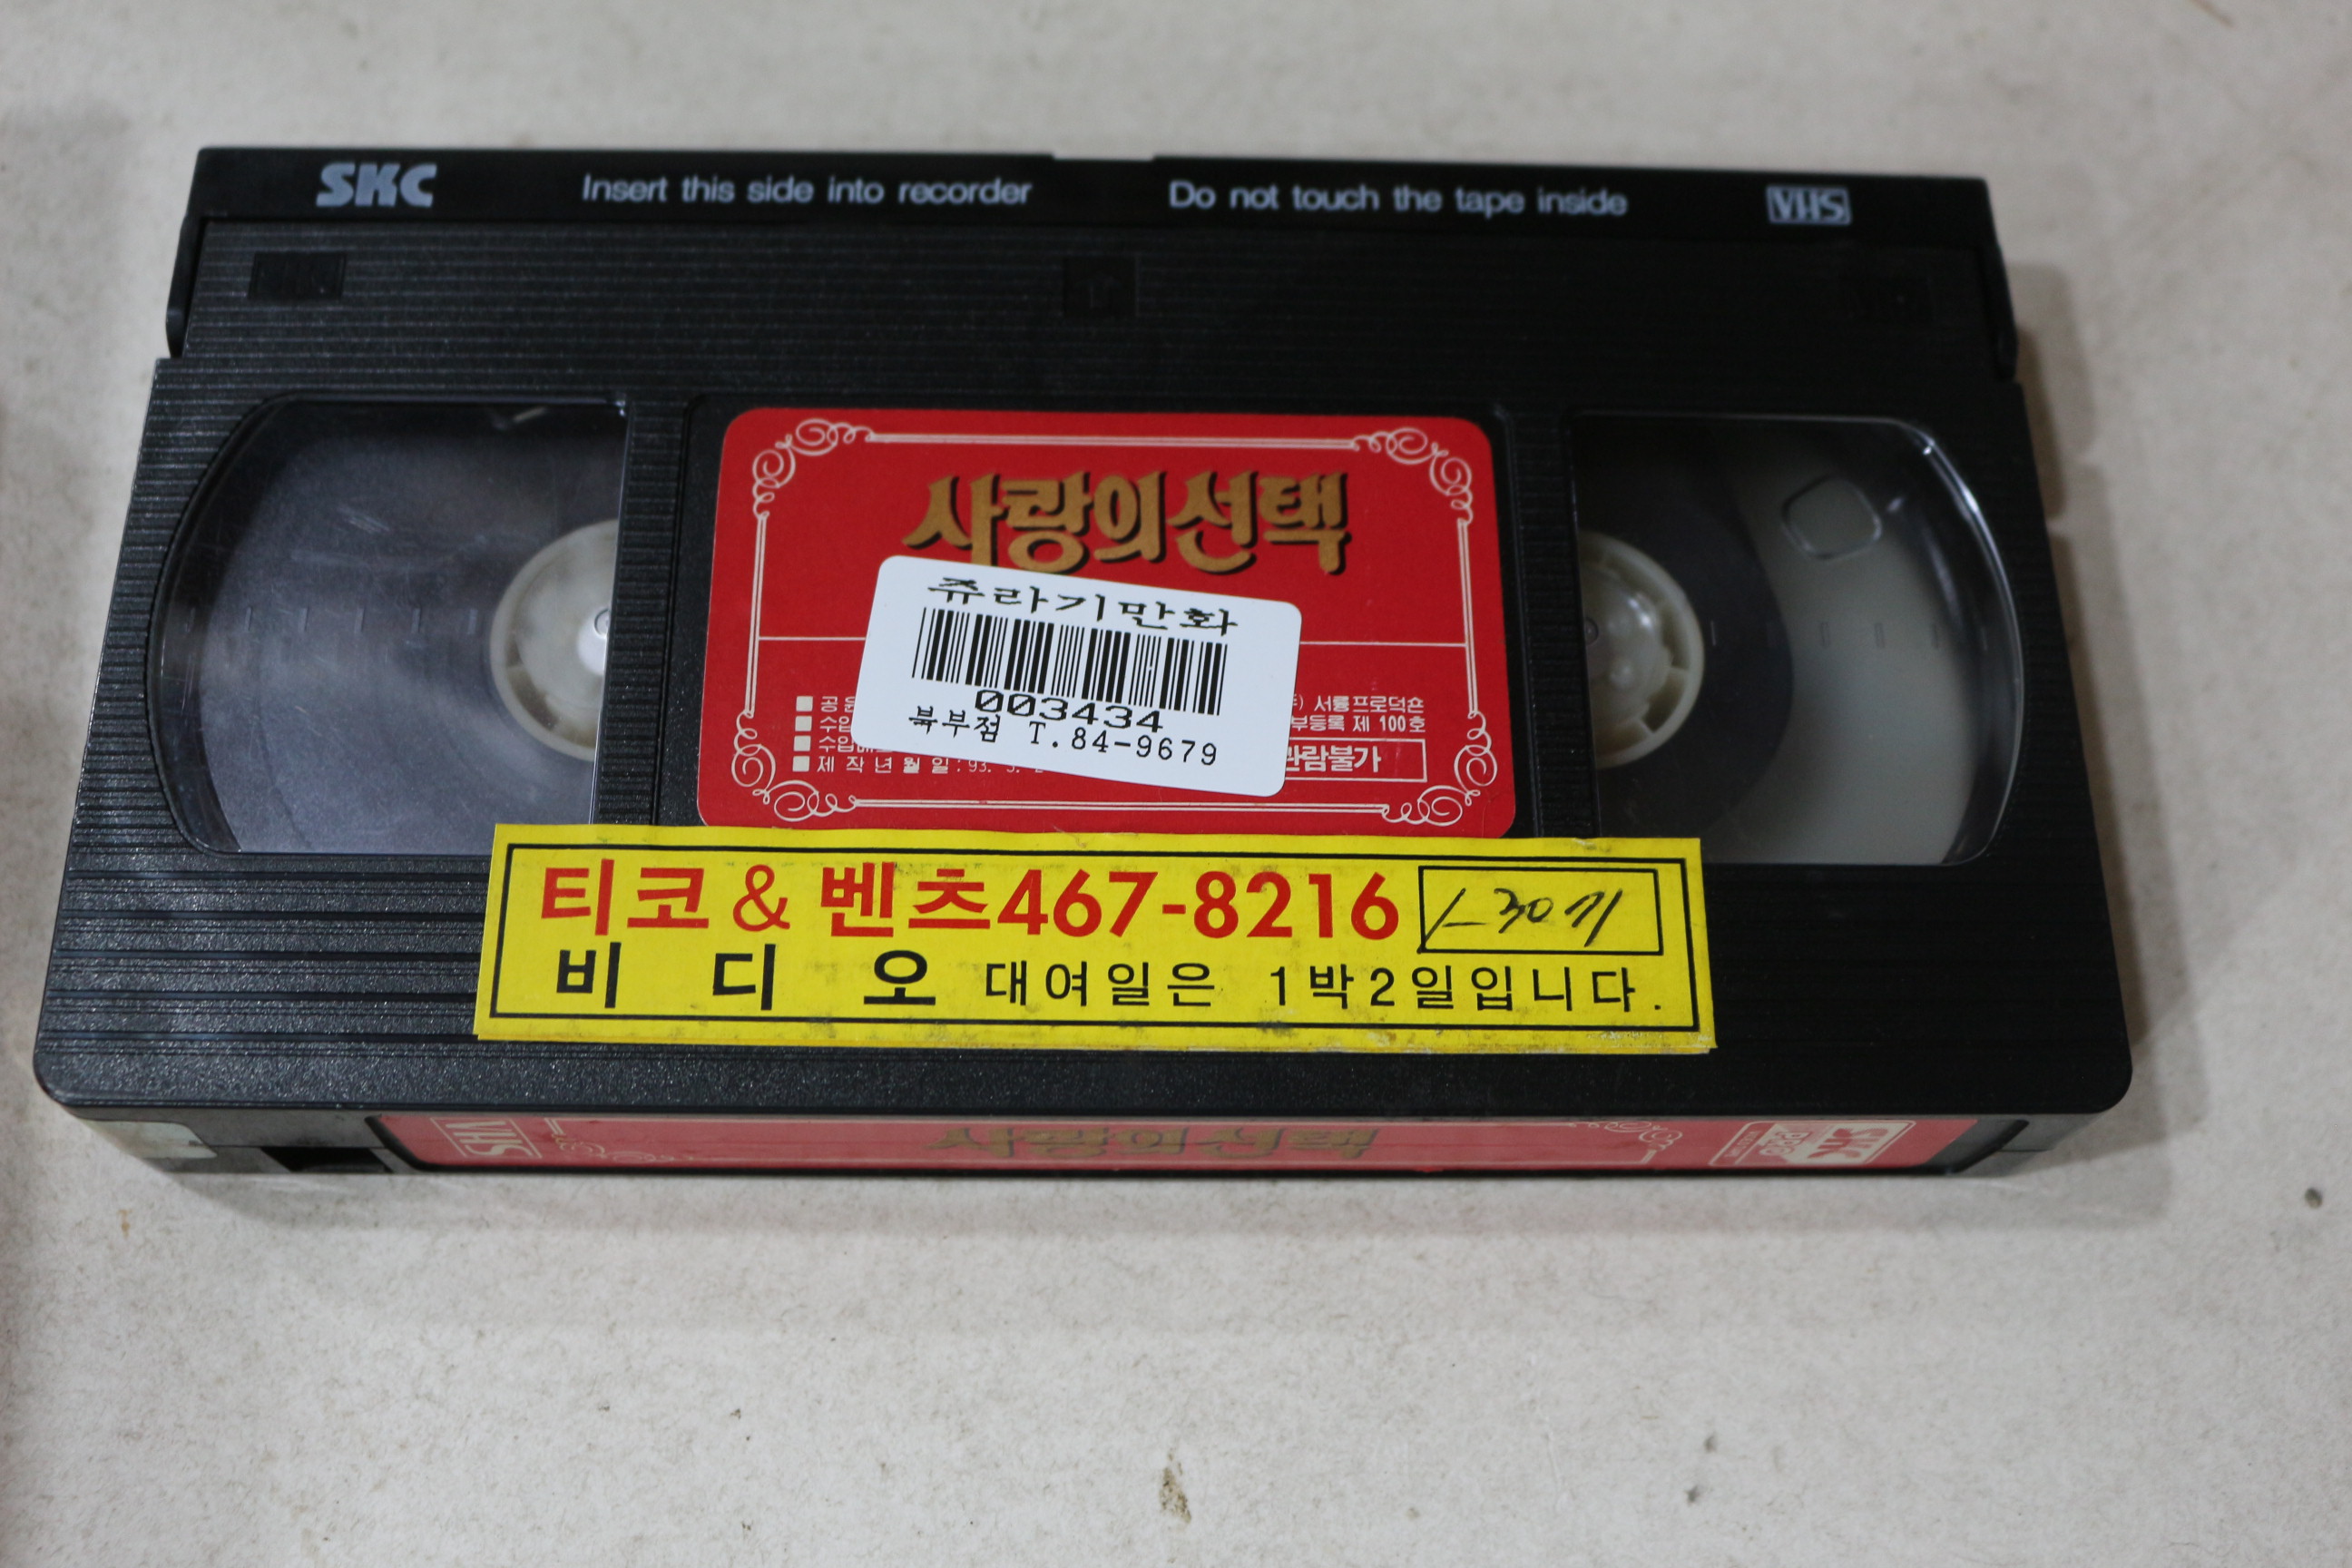 SKC
Insert this side into recorder
Do not touch the tape inside
VHS
사랑의선택
쥬라기만화
003434
북부점 T.84-9679
서륭프로덕션
수입
부등록 제 100호
제작년월일:93.
관람불가
티코&벤츠467-8216
비디오 대여일은 1박2일입니다.
VHS
사랑의선택
SKC